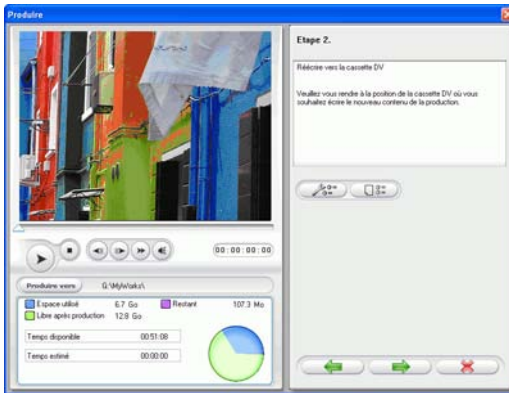 Produire
Etape 2.
Réécrire vers la cassette DV
Veuillez vous rendre à la position de la cassette DV où vous
souhaitez écrire le nouveau contenu de la production.
00:00:00:00
Produire vers G:\MyWorks\
Espace utilisé 6.7 Go Restant 107.3 Mo
Libre après production 12.8 Go
Temps disponible 00:51:08
Temps estimé 00:00:00